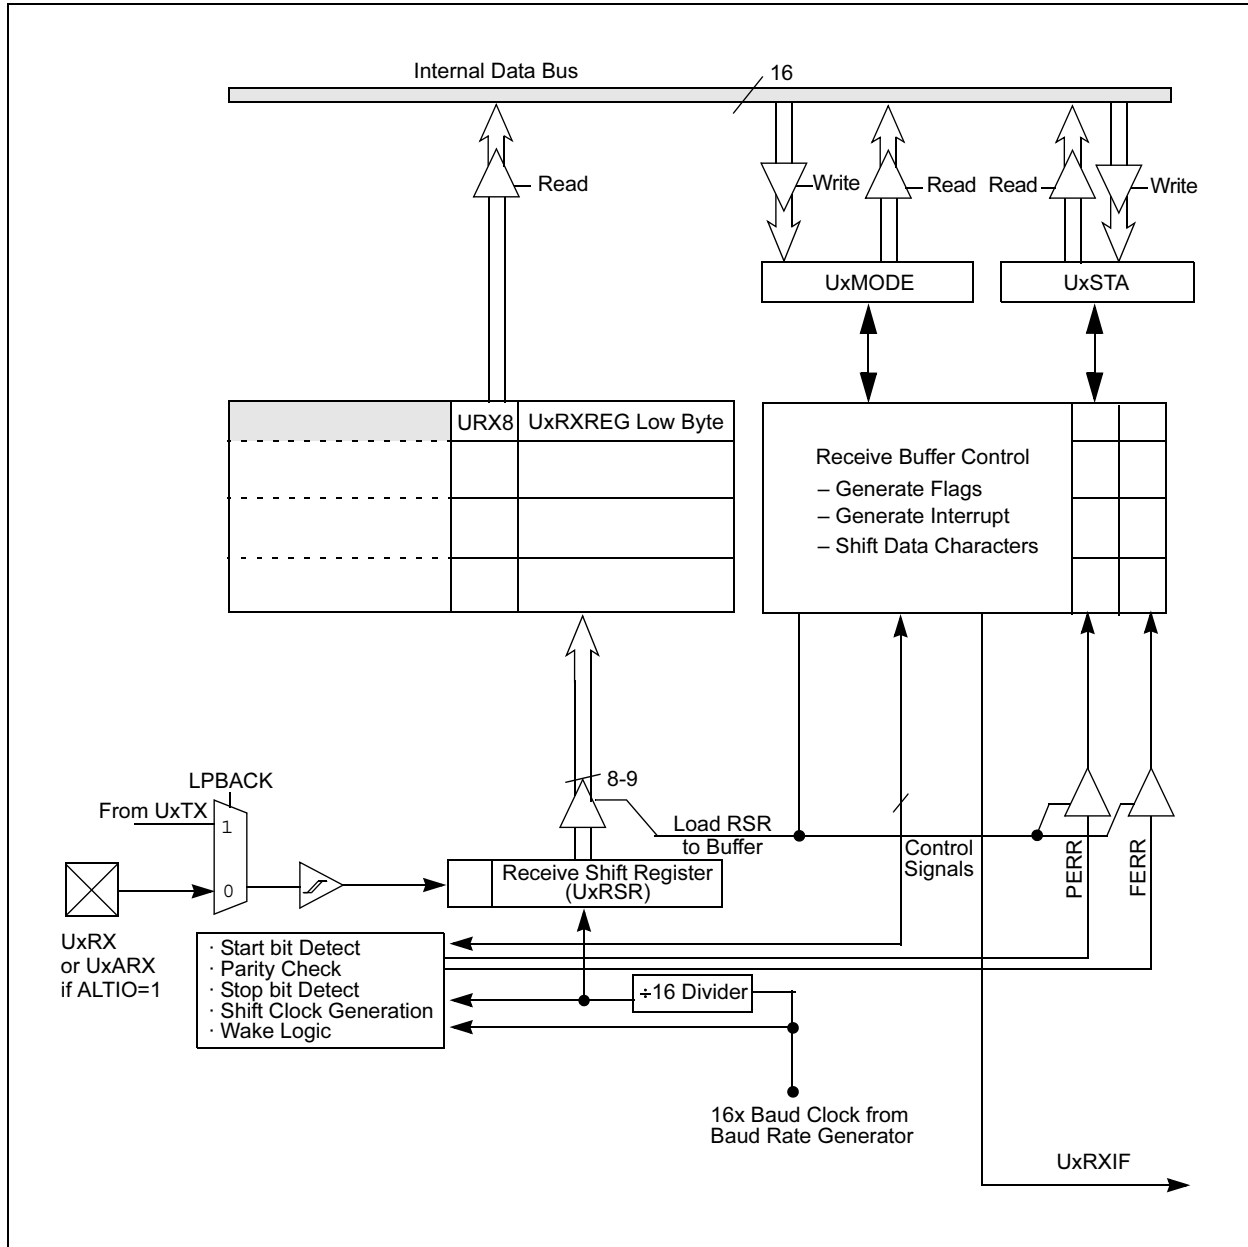 Internal Data Bus
16
Read
Write
Read
Read
Write
UxMODE
UxSTA
URX8
UxRXREG Low Byte
Receive Buffer Control
– Generate Flags
– Generate Interrupt
– Shift Data Characters
LPBACK
From UxTX
1
0
8-9
Load RSR
to Buffer
Control
Signals
PERR
FERR
Receive Shift Register
(UxRSR)
UxRX
or UxARX
if ALTIO=1
· Start bit Detect
· Parity Check
· Stop bit Detect
· Shift Clock Generation
· Wake Logic
÷16 Divider
16x Baud Clock from
Baud Rate Generator
UxRXIF